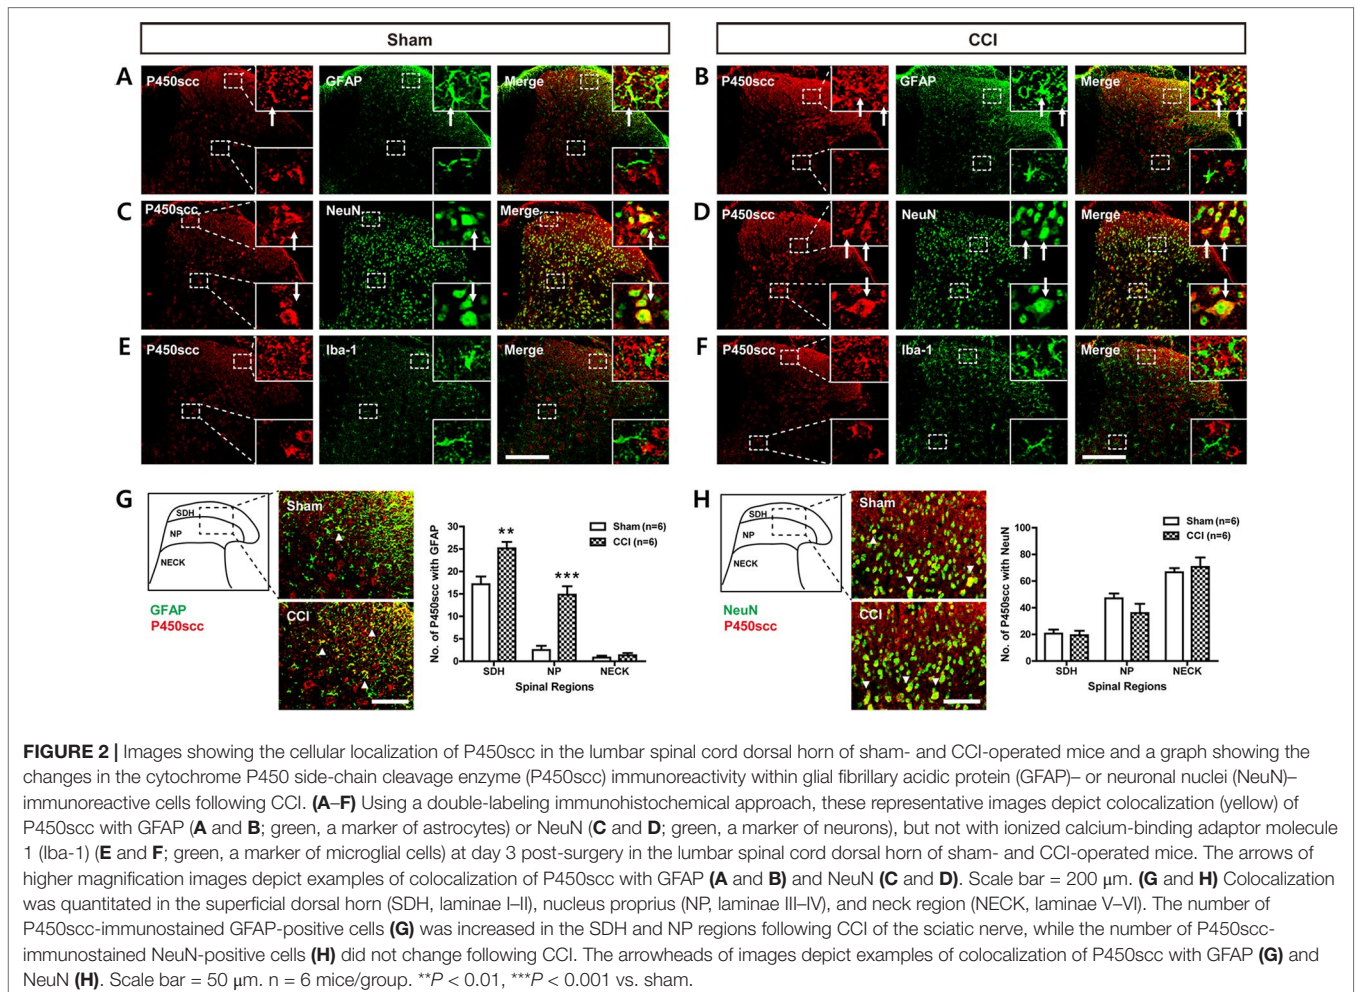 Sham
CCI
A
P450scc
GFAP
Merge
B
P450scc
GFAP
Merge
C
P450scc
NeuN
Merge
D
P450scc
NeuN
Merge
E
P450scc
Iba-1
Merge
F
P450scc
Iba-1
Merge
G
SDH
NP
NECK
GFAP
P450scc
Sham
CCI
No. of P450scc with GFAP
30
25
20
15
10
5
0
**
***
Sham (n=6)
CCI (n=6)
SDH
NP
NECK
Spinal Regions
H
SDH
NP
NECK
NeuN
P450scc
Sham
CCI
No. of P450scc with NeuN
100
80
60
40
20
0
Sham (n=6)
CCI (n=6)
SDH
NP
NECK
Spinal Regions
FIGURE 2 | Images showing the cellular localization of P450scc in the lumbar spinal cord dorsal horn of sham- and CCI-operated mice and a graph showing the
changes in the cytochrome P450 side-chain cleavage enzyme (P450scc) immunoreactivity within glial fibrillary acidic protein (GFAP)– or neuronal nuclei (NeuN)–
immunoreactive cells following CCI. (A–F) Using a double-labeling immunohistochemical approach, these representative images depict colocalization (yellow) of
P450scc with GFAP (A and B; green, a marker of astrocytes) or NeuN (C and D; green, a marker of neurons), but not with ionized calcium-binding adaptor molecule
1 (Iba-1) (E and F; green, a marker of microglial cells) at day 3 post-surgery in the lumbar spinal cord dorsal horn of sham- and CCI-operated mice. The arrows of
higher magnification images depict examples of colocalization of P450scc with GFAP (A and B) and NeuN (C and D). Scale bar = 200 μm. (G and H) Colocalization
was quantitated in the superficial dorsal horn (SDH, laminae I–II), nucleus proprius (NP, laminae III–IV), and neck region (NECK, laminae V–VI). The number of
P450scc-immunostained GFAP-positive cells (G) was increased in the SDH and NP regions following CCI of the sciatic nerve, while the number of P450scc-
immunostained NeuN-positive cells (H) did not change following CCI. The arrowheads of images depict examples of colocalization of P450scc with GFAP (G) and
NeuN (H). Scale bar = 50 μm. n = 6 mice/group. **P < 0.01, ***P < 0.001 vs. sham.